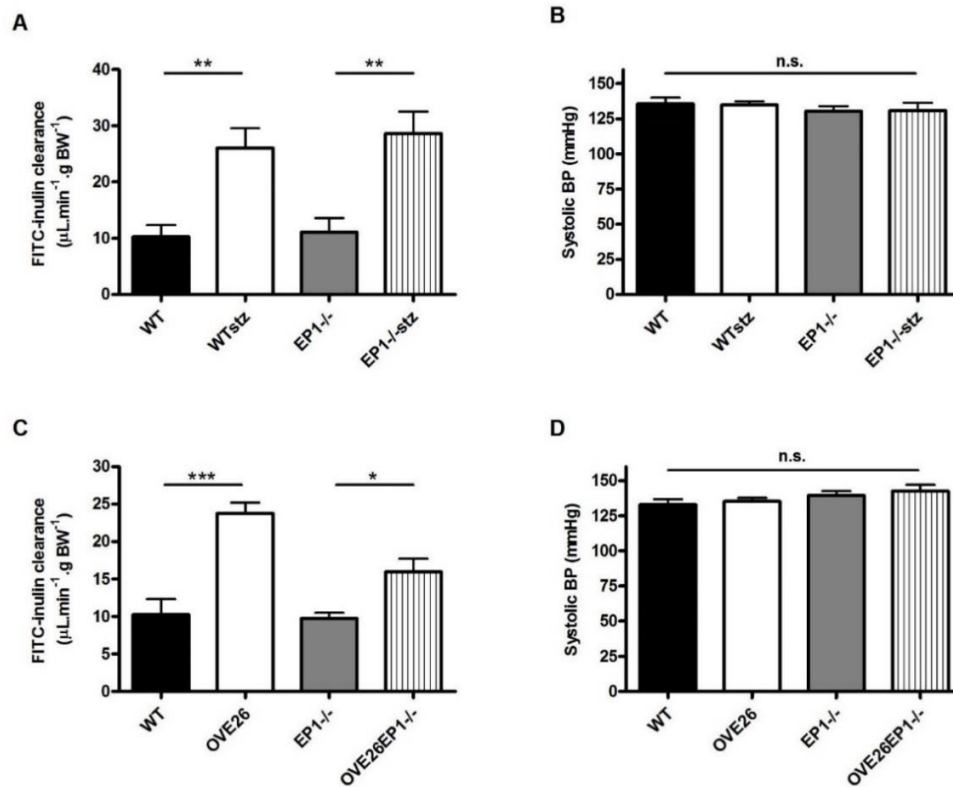 A
FITC-Inulin clearance
(µL.min⁻¹.g BW⁻¹)
40
30
20
10
0
**
**
WT
WTstz
EP1-/-
EP1-/-stz
B
Systolic BP (mmHg)
150
125
100
75
50
25
0
n.s.
WT
WTstz
EP1-/-
EP1-/-stz
C
FITC-Inulin clearance
(µL.min⁻¹.g BW⁻¹)
30
25
20
15
10
5
0
***
*
WT
OVE26
EP1-/-
OVE26EP1-/-
D
Systolic BP (mmHg)
150
125
100
75
50
25
0
n.s.
WT
OVE26
EP1-/-
OVE26EP1-/-